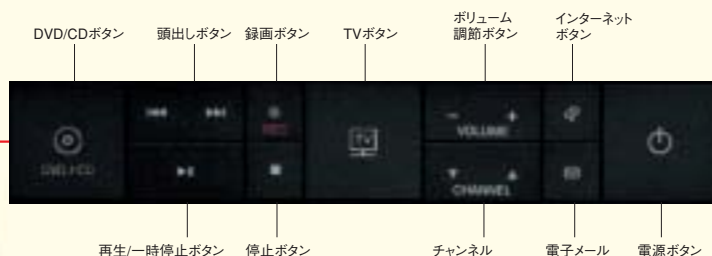 DVD/CDボタン
頭出しボタン
録画ボタン
TVボタン
ボリューム
調節ボタン
インターネット
ボタン
TV
REC
VOLUME
DVD/CD
CHANNEL
再生/一時停止ボタン
停止ボタン
チャンネル
電子メール
電源ボタン